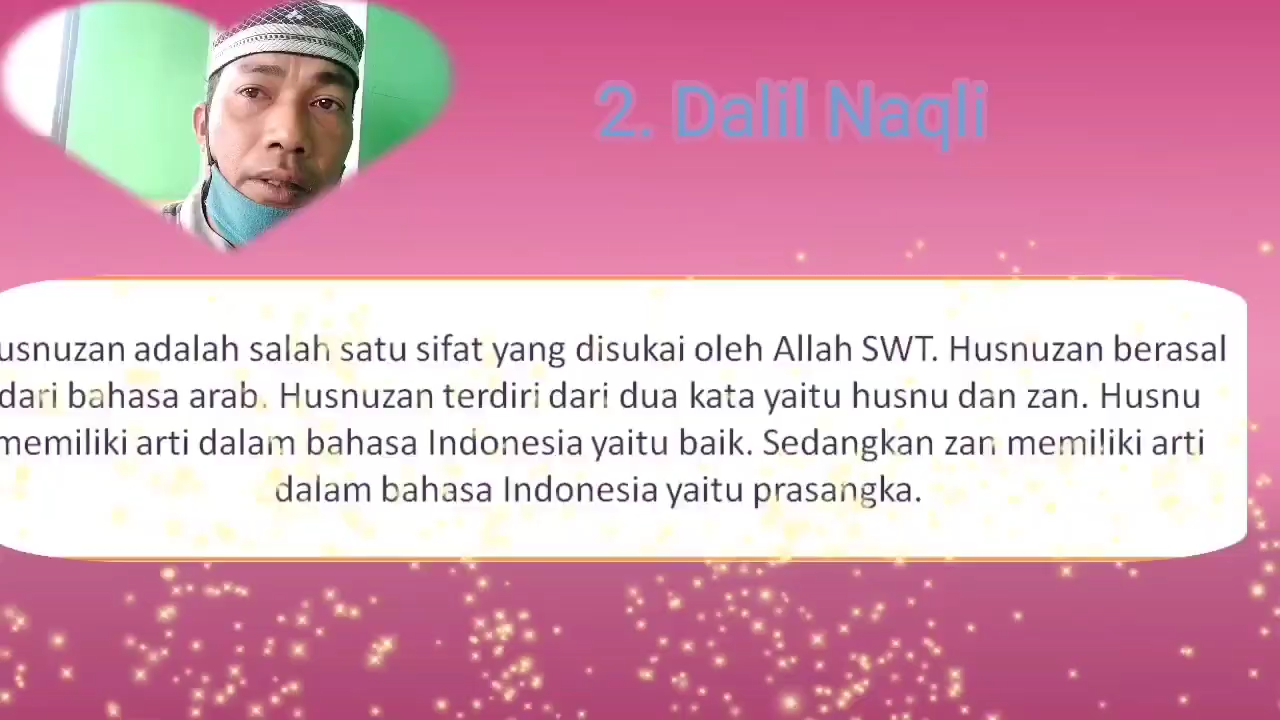 2. Dalil Naqli
usnuzan adalah salah satu sifat yang disukai oleh Allah SWT. Husnuzan berasal
dari bahasa arab. Husnuzan terdiri dari dua kata yaitu husnu dan zan. Husnu
memiliki arti dalam bahasa Indonesia yaitu baik. Sedangkan zan memiliki arti
dalam bahasa Indonesia yaitu prasangka.